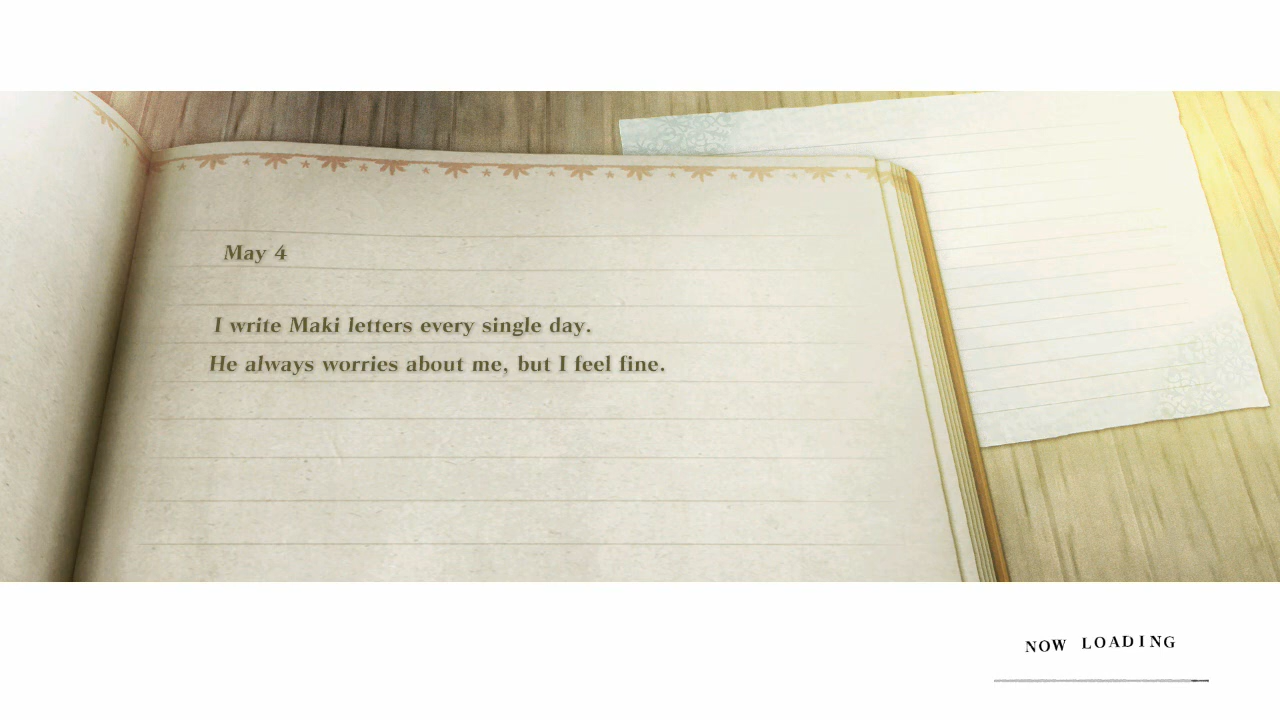 May 4
I write Maki letters every single day.
He always worries about me, but I feel fine.
NOW LOADING